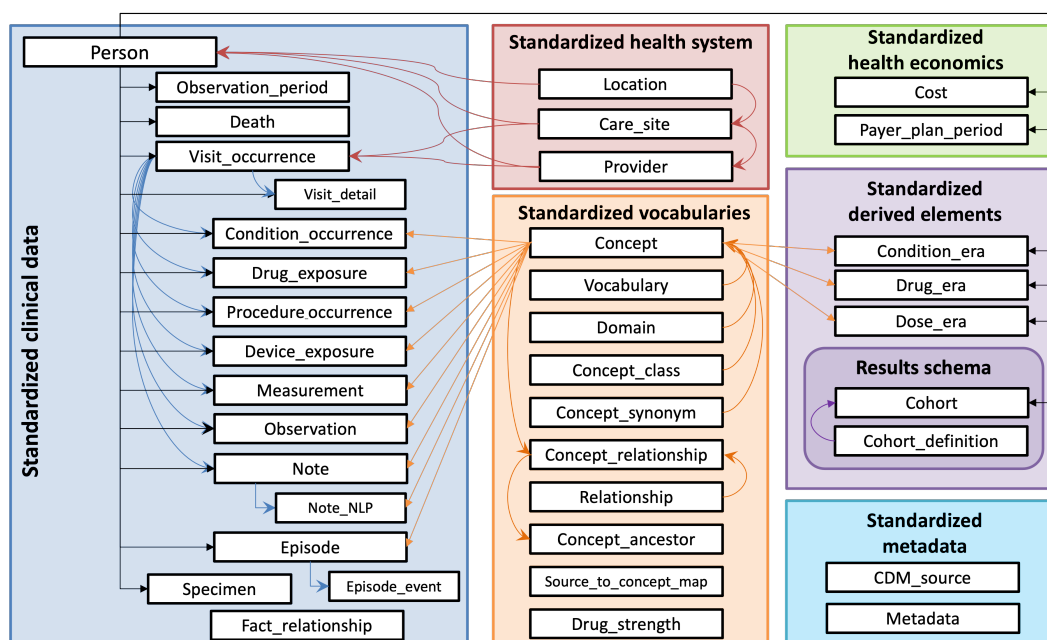 Standardized clinical data
Person
Observation_period
Death
Visit_occurrence
Visit_detail
Condition_occurrence
Drug_exposure
Procedure_occurrence
Device_exposure
Measurement
Observation
Note
Note_NLP
Episode
Episode_event
Specimen
Fact_relationship
Standardized health system
Location
Care_site
Provider
Standardized vocabularies
Concept
Vocabulary
Domain
Concept_class
Concept_synonym
Concept_relationship
Relationship
Concept_ancestor
Source_to_concept_map
Drug_strength
Standardized
health economics
Cost
Payer_plan_period
Standardized
derived elements
Condition_era
Drug_era
Dose_era
Results schema
Cohort
Cohort_definition
Standardized
metadata
CDM_source
Metadata